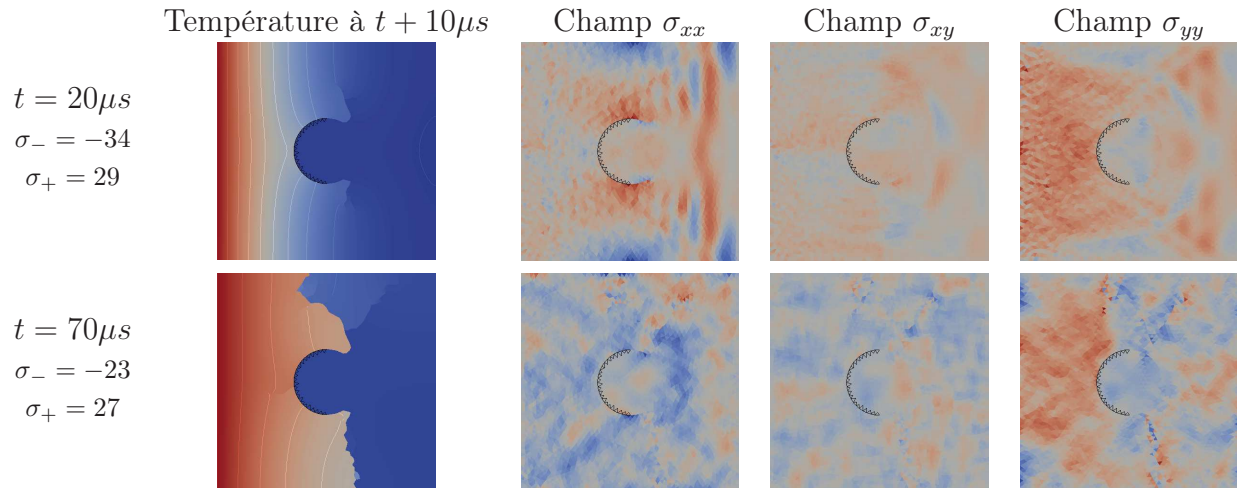 Température à t + 10μs Champ σxx Champ σxy Champ σyy
t = 20μs
σ− = −34
σ+ = 29
t = 70μs
σ− = −23
σ+ = 27